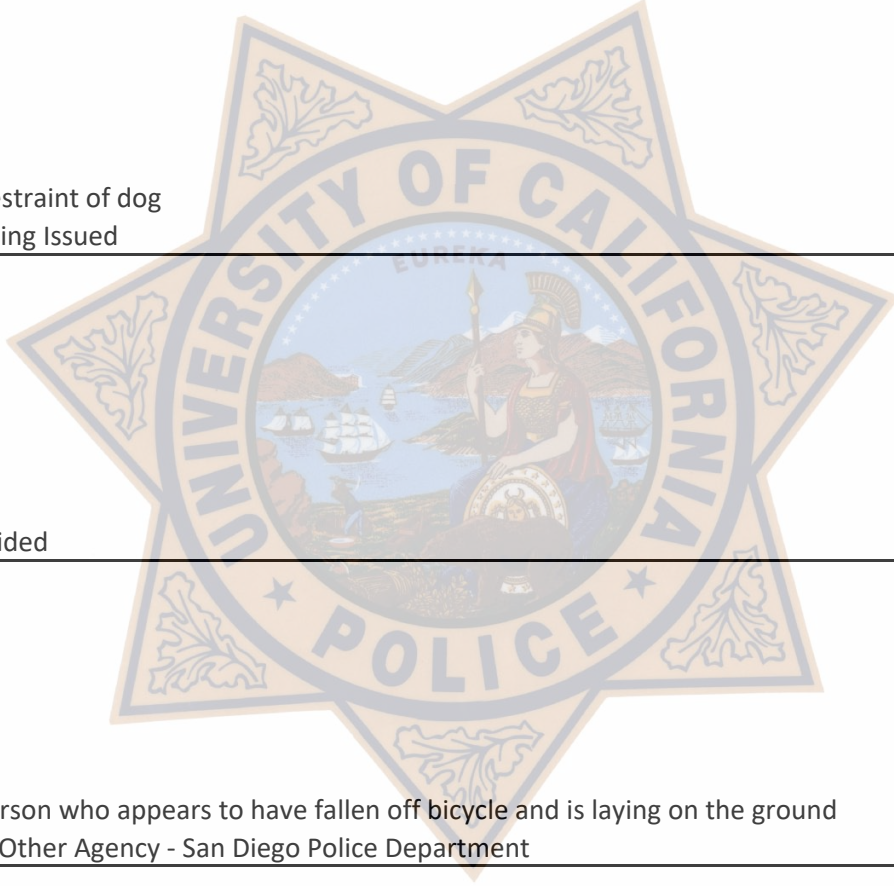 straint of dog
ing Issued
UNIVERSITY OF CALIFORNIA
EUREKA
ided
POLICE
rson who appears to have fallen off bicycle and is laying on the ground
Other Agency - San Diego Police Department